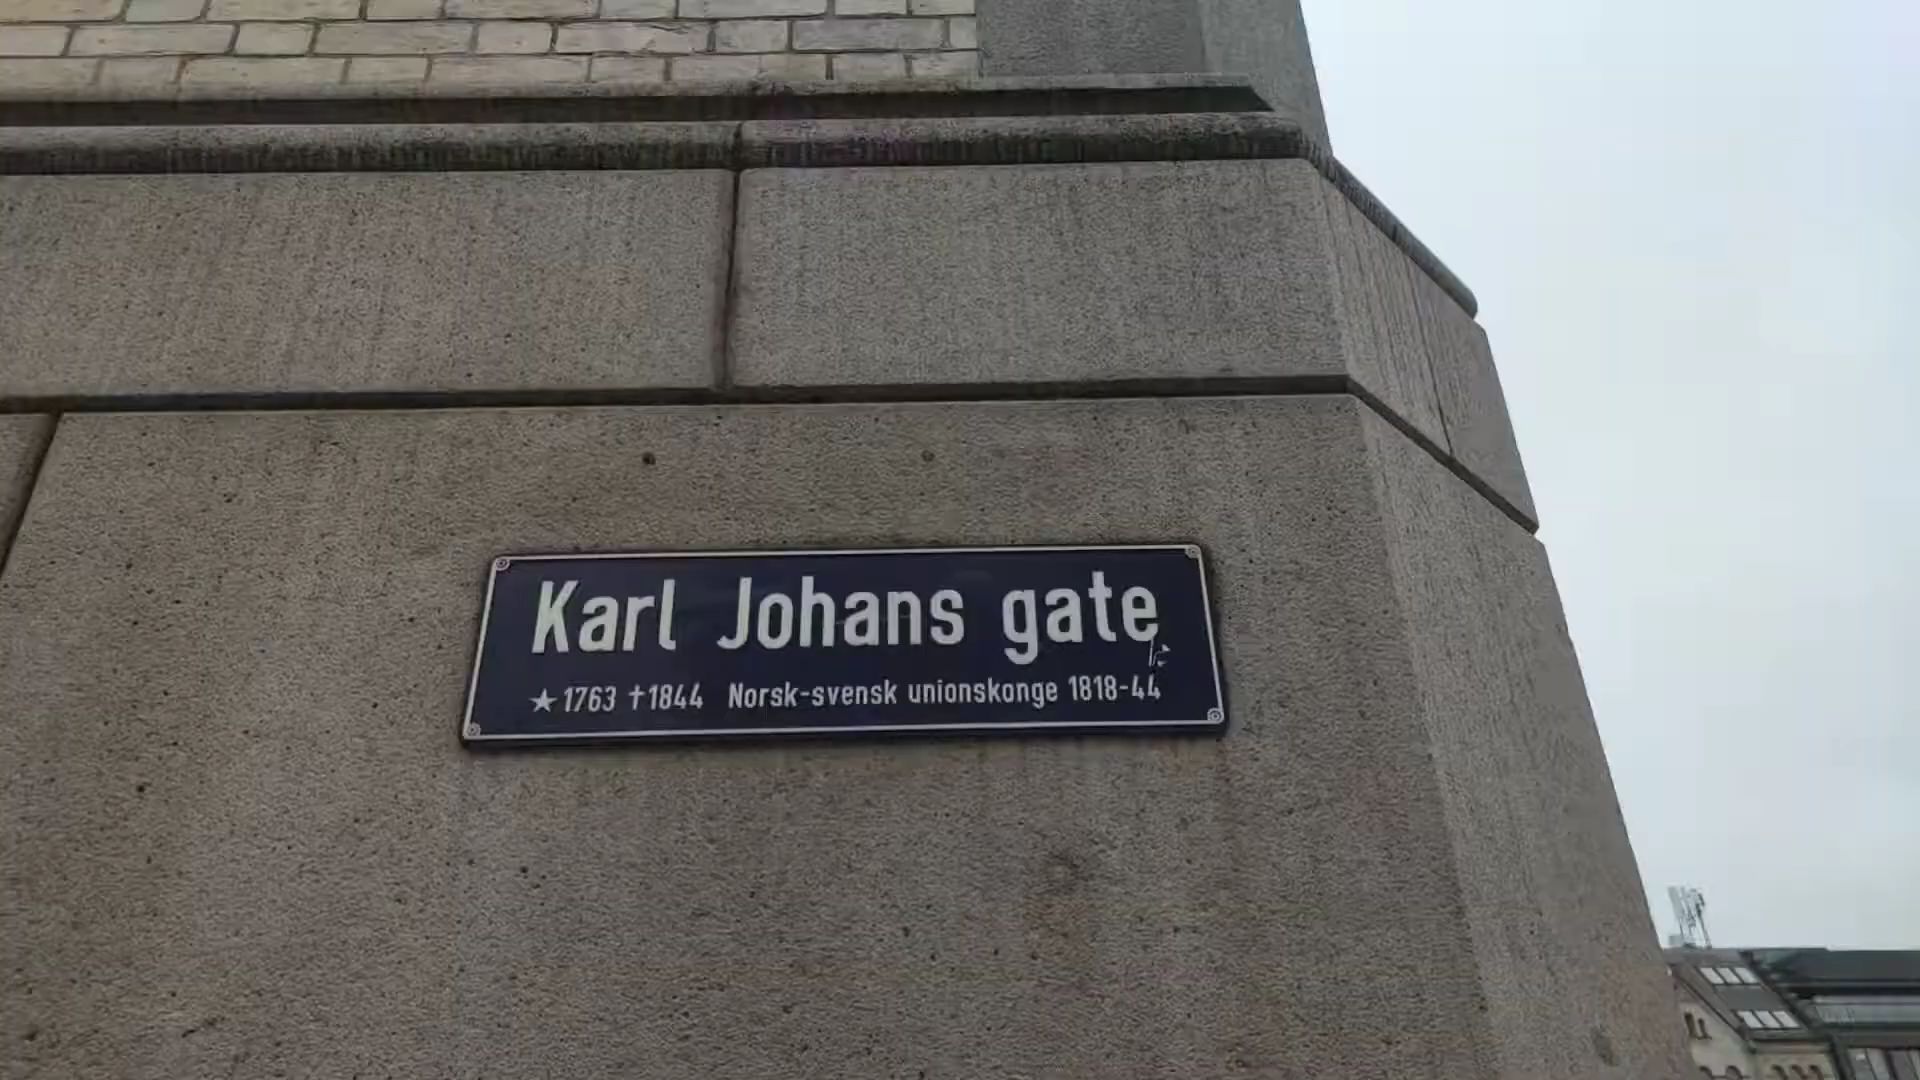 Karl Johans gate
★ 1763 † 1844 Norsk-svensk unionskonge 1818-44